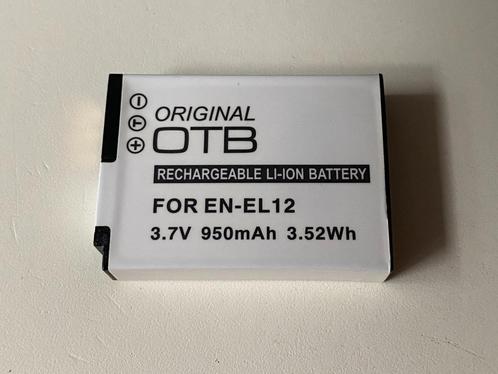 ORIGINAL
OTB
RECHARGEABLE LI-ION BATTERY
FOR EN-EL12
3.7V 950mAh 3.52Wh
− T +